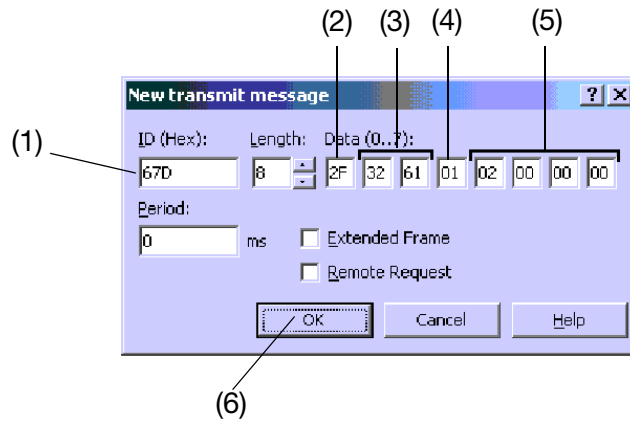 (2) (3) (4) (5)
New transmit message ? X
(1)
ID (Hex): Length: Data (0..7):
67D 8 2F 32 61 01 02 00 00 00
Period:
0 ms Extended Frame
Remote Request
OK Cancel Help
(6)